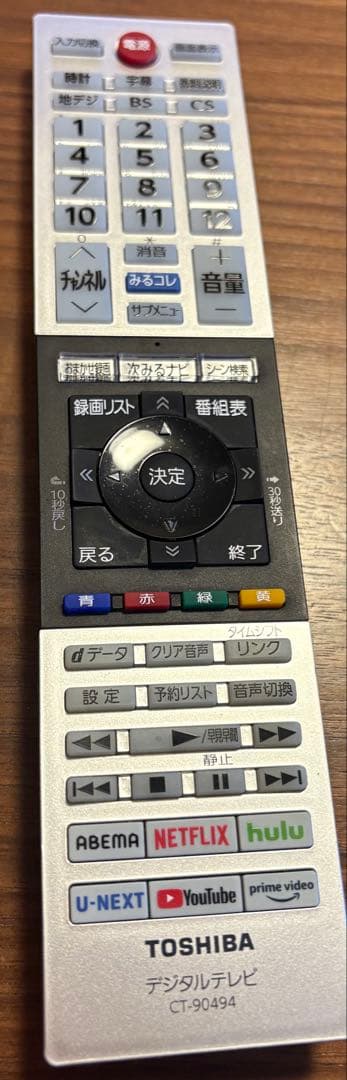 入力切換 電源 画面表示
時計 字幕 番組説明
地デジ BS CS
1 2 3
4 5 6
7 8 9
10 11 12
0 * #
消音
チャンネル みるコレ + 音量 −
サブメニュー
おまかせ録画 次みるナビ シーン検索
録画リスト 番組表
10秒戻し 決定 30秒送り
戻る 終了
青 赤 緑 黄
タイムシフト
dデータ クリア音声 リンク
設定 予約リスト 音声切換
/早見早聞
静止
ABEMA NETFLIX hulu
U-NEXT YouTube prime video
TOSHIBA
デジタルテレビ
CT-90494